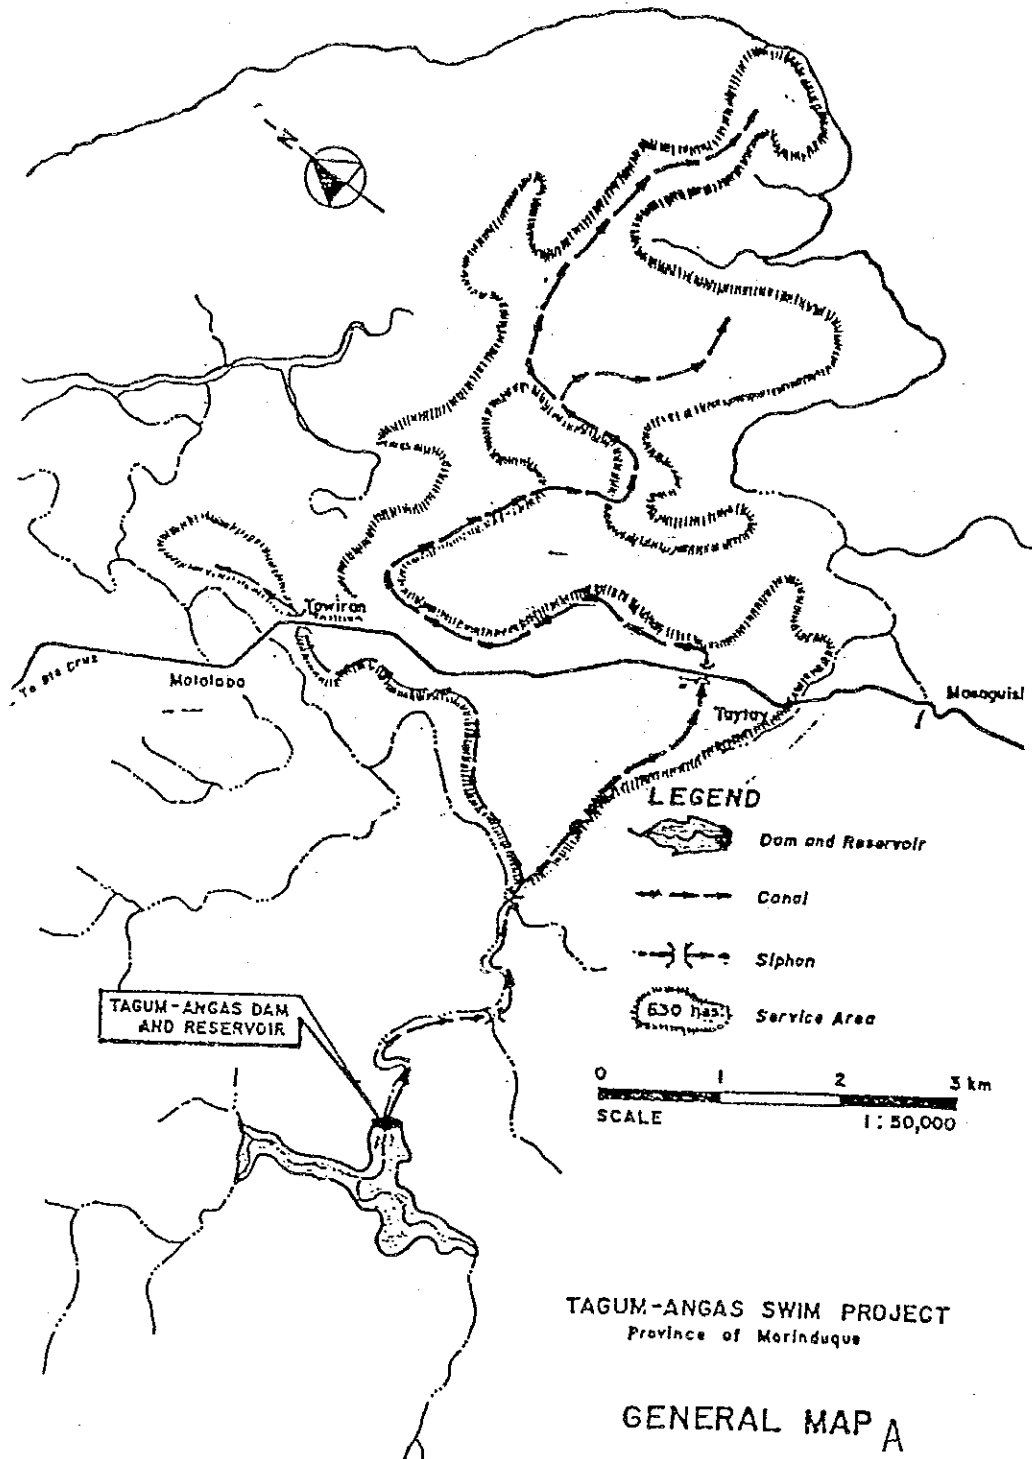 N
Tawiran
To Sta Cruz
Matalaba
Masaguisi
Taytay
LEGEND
Dam and Reservoir
Canal
Siphon
630 has.
Service Area
TAGUM-ANGAS DAM
AND RESERVOIR
0 1 2 3 km
SCALE 1:50,000
TAGUM-ANGAS SWIM PROJECT
Province of Marinduque
GENERAL MAP A